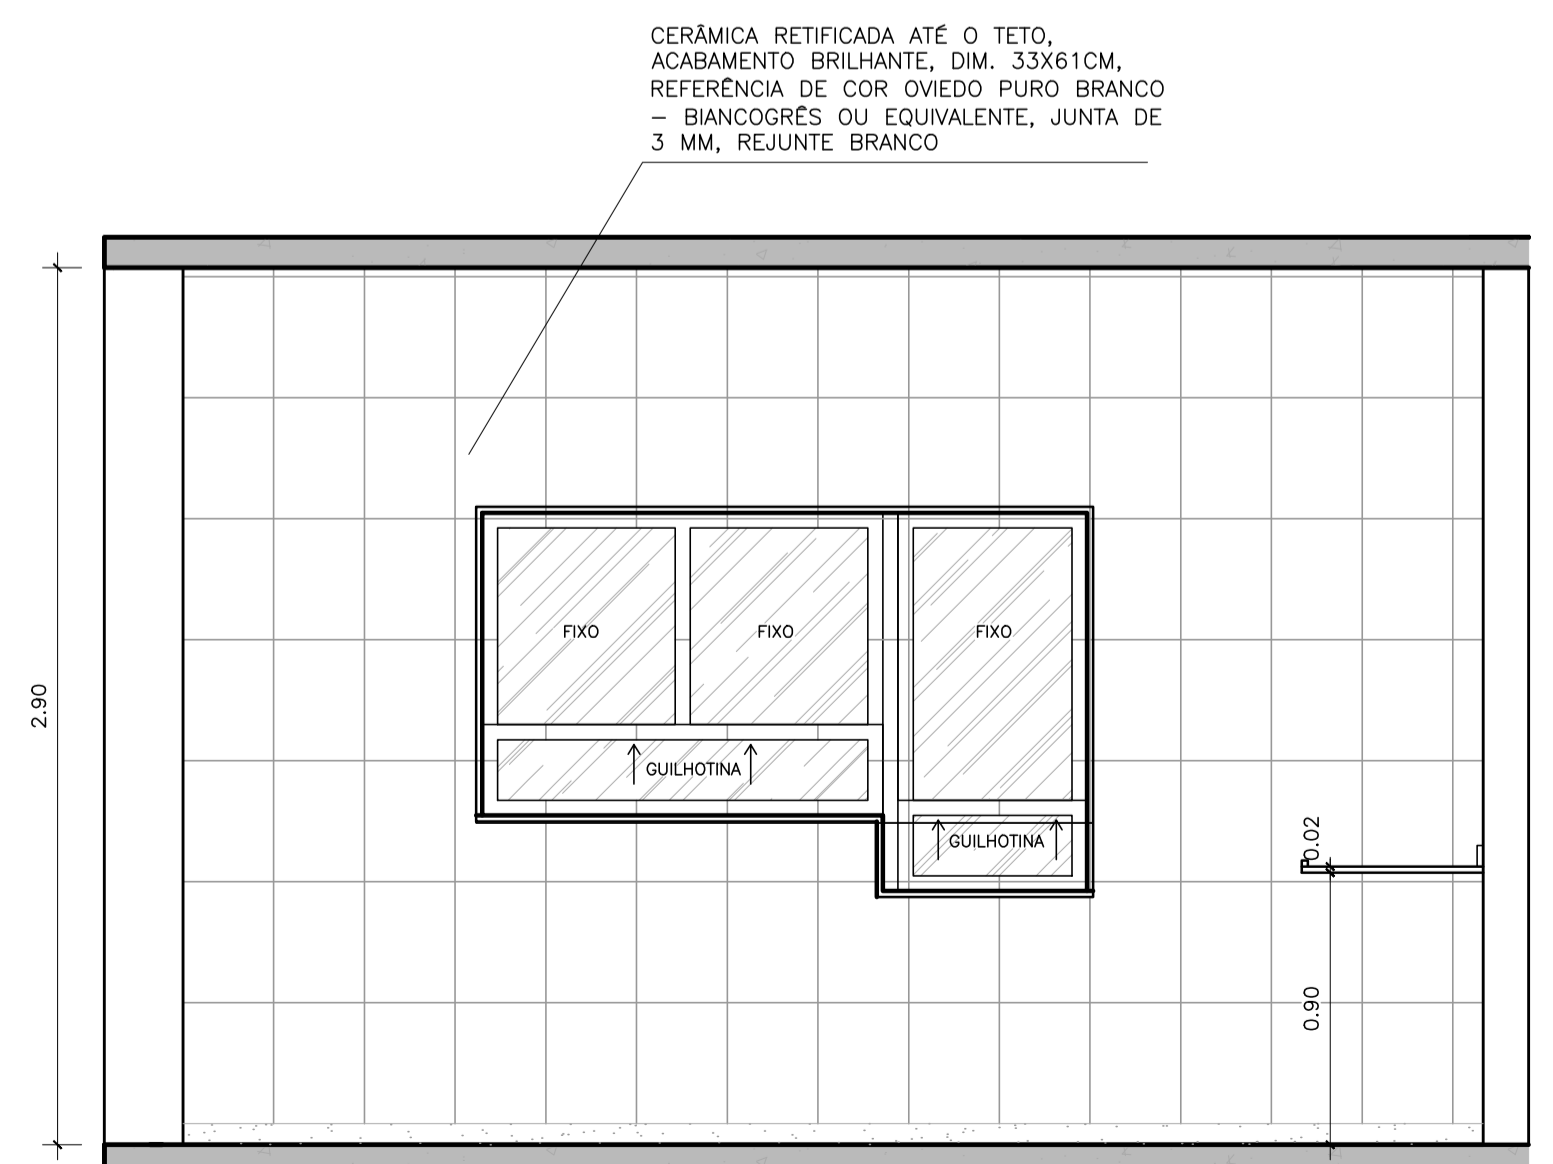 CERÂMICA RETIFICADA ATÉ O TETO,
ACABAMENTO BRILHANTE, DIM. 33X61CM,
REFERÊNCIA DE COR OVIEDO PURO BRANCO
– BIANCOGRÊS OU EQUIVALENTE, JUNTA DE
3 MM, REJUNTE BRANCO
FIXO
FIXO
FIXO
2.90
GUILHOTINA
GUILHOTINA
0.02
0.90